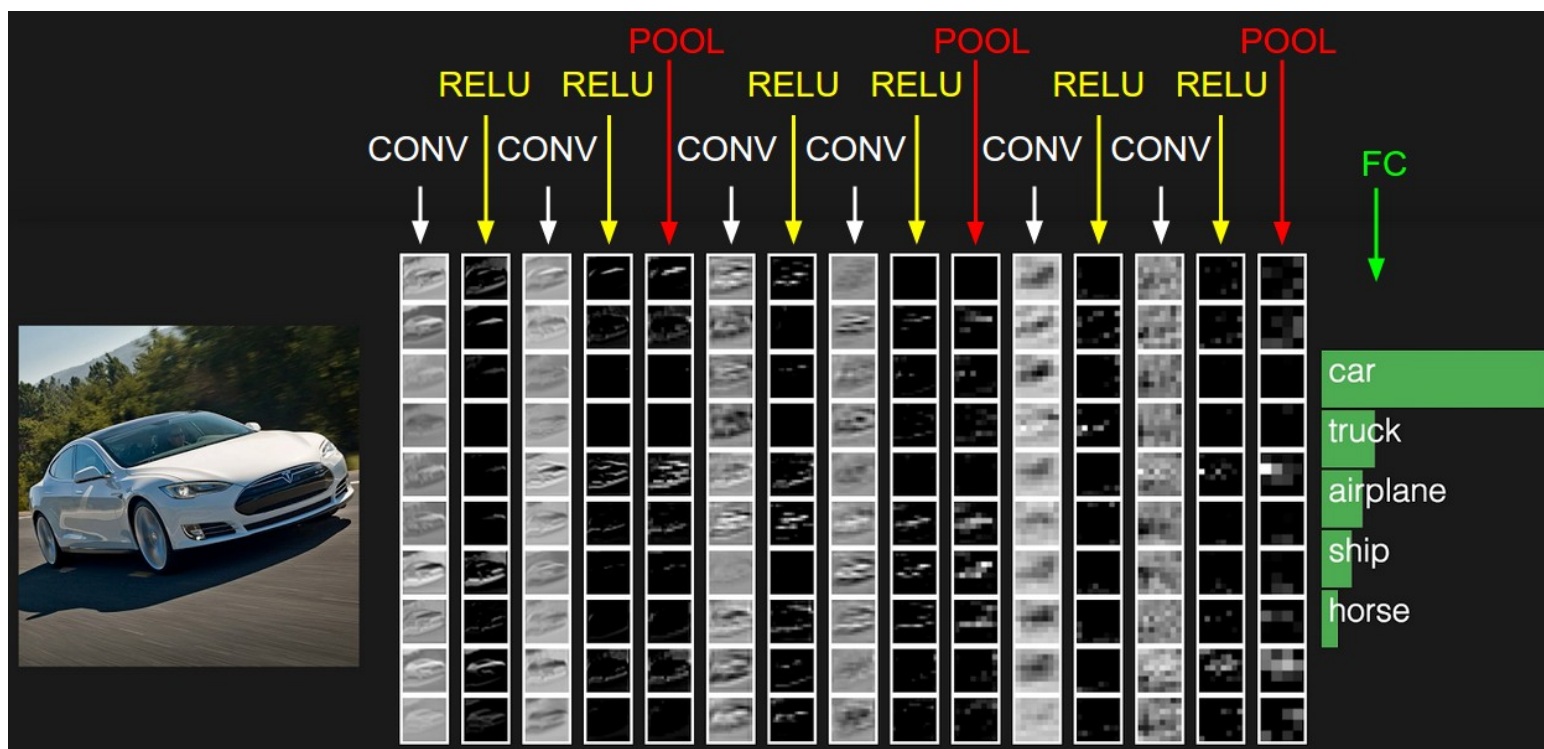 POOL POOL POOL
RELU RELU RELU RELU RELU RELU
CONV CONV CONV CONV CONV CONV
FC
car
truck
airplane
ship
horse